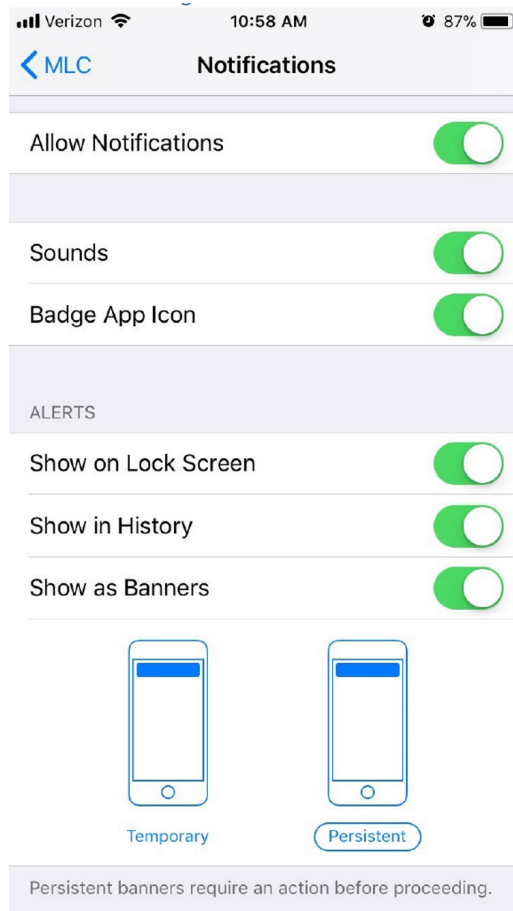 Verizon 10:58 AM 87%
MLC Notifications
Allow Notifications
Sounds
Badge App Icon
ALERTS
Show on Lock Screen
Show in History
Show as Banners
Temporary Persistent
Persistent banners require an action before proceeding.